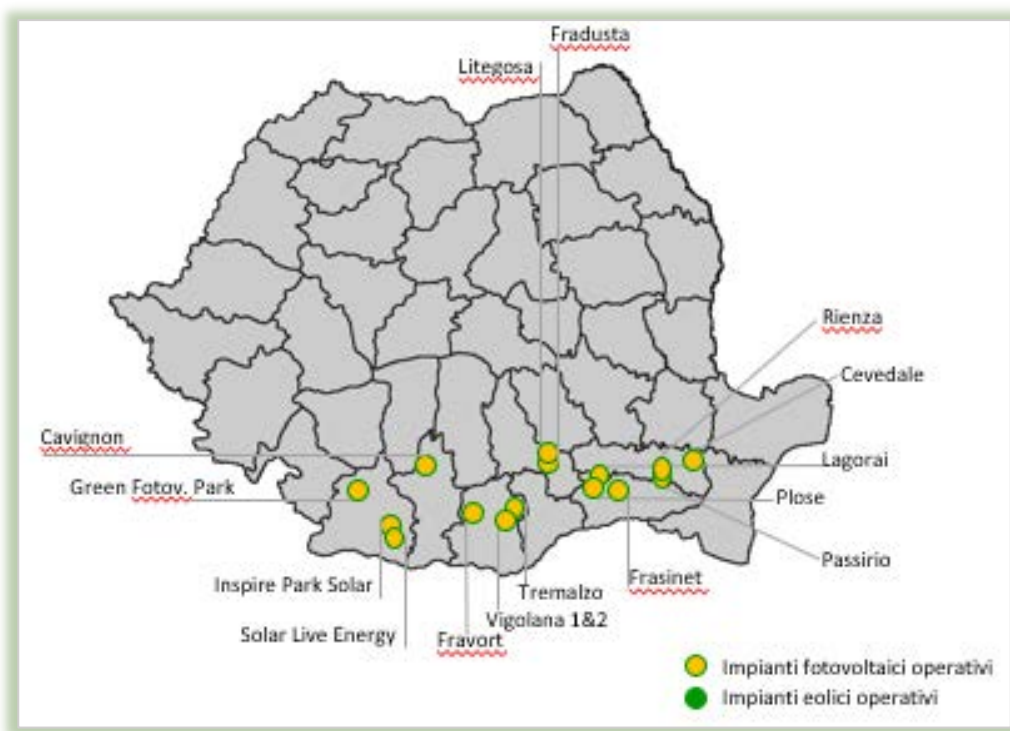 Fradusta
Litegosa
Rienza
Cevedale
Cavignon
Lagorai
Green Fotov. Park
Plose
Passirio
Inspire Park Solar
Frasinet
Tremalzo
Vigolana 1&2
Solar Live Energy
Fravort
Impianti fotovoltaici operativi
Impianti eolici operativi